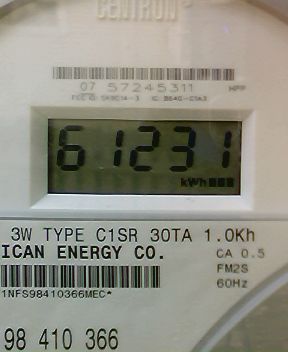 CENTRON
07 57245311
61231
kWh
3W TYPE C1SR 30TA 1.0Kh
ICAN ENERGY CO.
CA 0.5
FM2S
60Hz
1NFS98410366MEC*
98 410 366